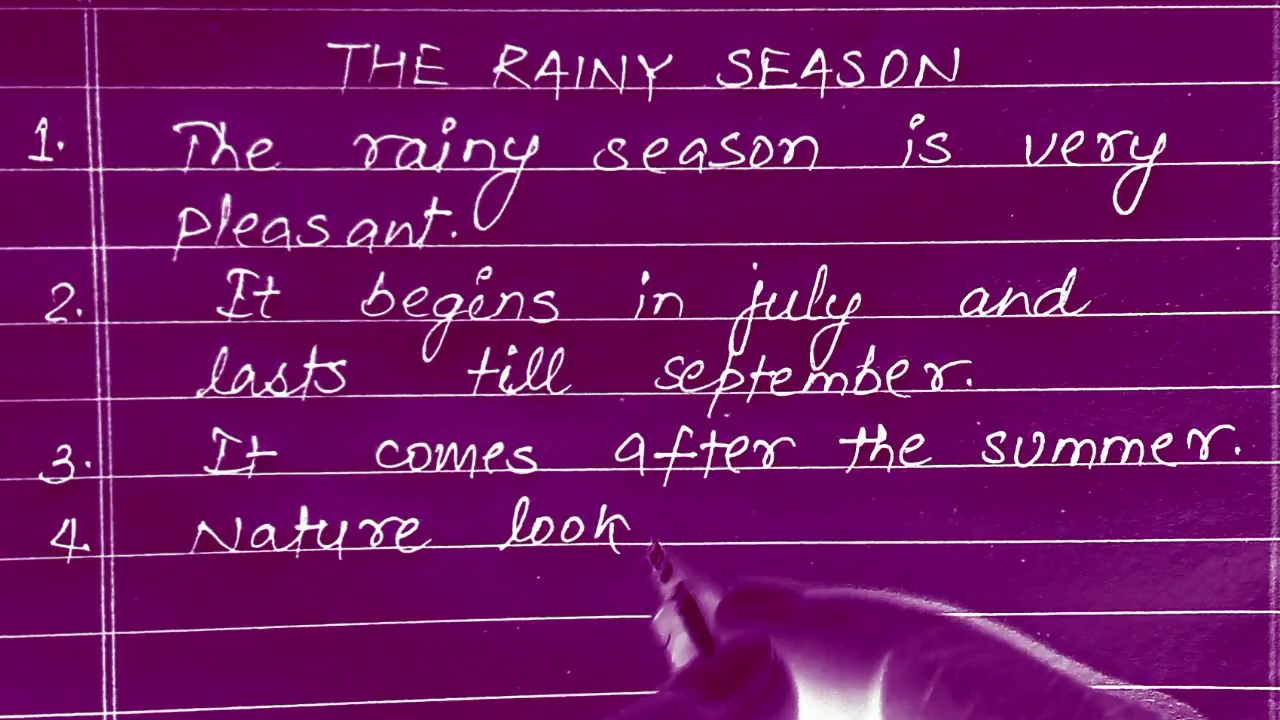 THE RAINY SEASON
1. The rainy season is very
pleasant.
2. It begins in july and
lasts till september.
3. It comes after the summer.
4. Nature look